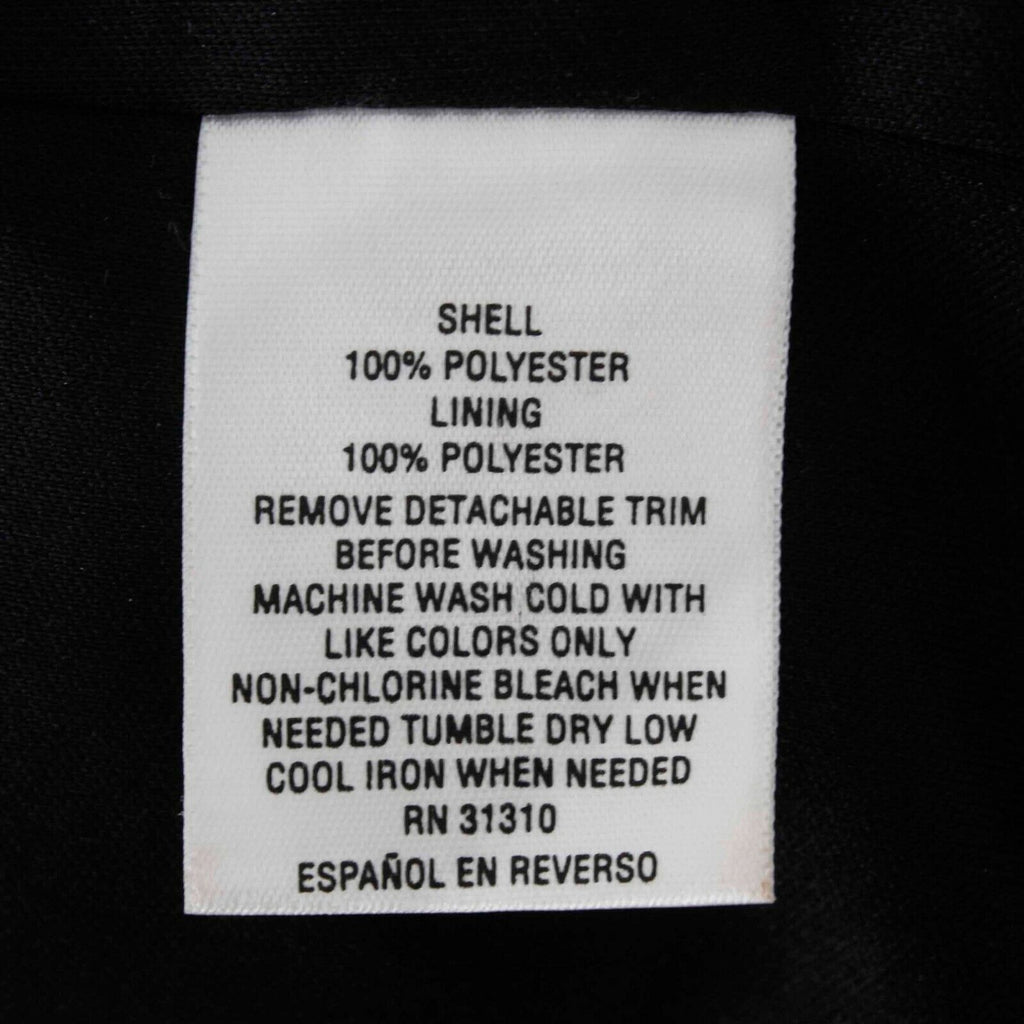 SHELL
100% POLYESTER
LINING
100% POLYESTER
REMOVE DETACHABLE TRIM
BEFORE WASHING
MACHINE WASH COLD WITH
LIKE COLORS ONLY
NON-CHLORINE BLEACH WHEN
NEEDED TUMBLE DRY LOW
COOL IRON WHEN NEEDED
RN 31310
ESPAÑOL EN REVERSO